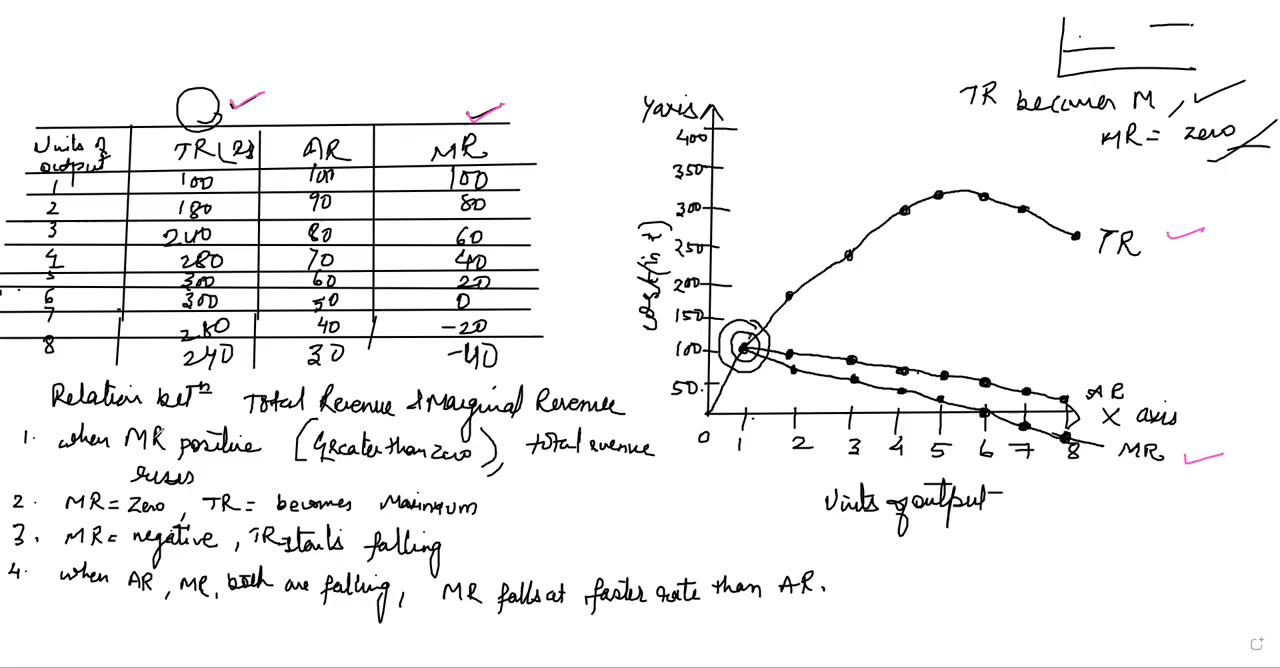 TR becomes M,
MR = zero
Units of output TR (Rs) AR MR
1 100 100 100
2 180 90 80
3 240 80 60
4 280 70 40
5 300 60 20
6 300 50 0
7 280 40 -20
8 240 30 -40
Relation betn Total Revenue & Marginal Revenue
1. when MR positive (Greater than zero), total
rises
2. MR = Zero, TR = becomes Maximum
3. MR = negative, TR falling
4. when AR, MR, both are falling, MR falls at faster rate than AR.
Yaxis
400
350
300
250
200
150
100
50
0 1 2 3 4 5 6 7 8
TR
AR
X axis
MR
Units of output